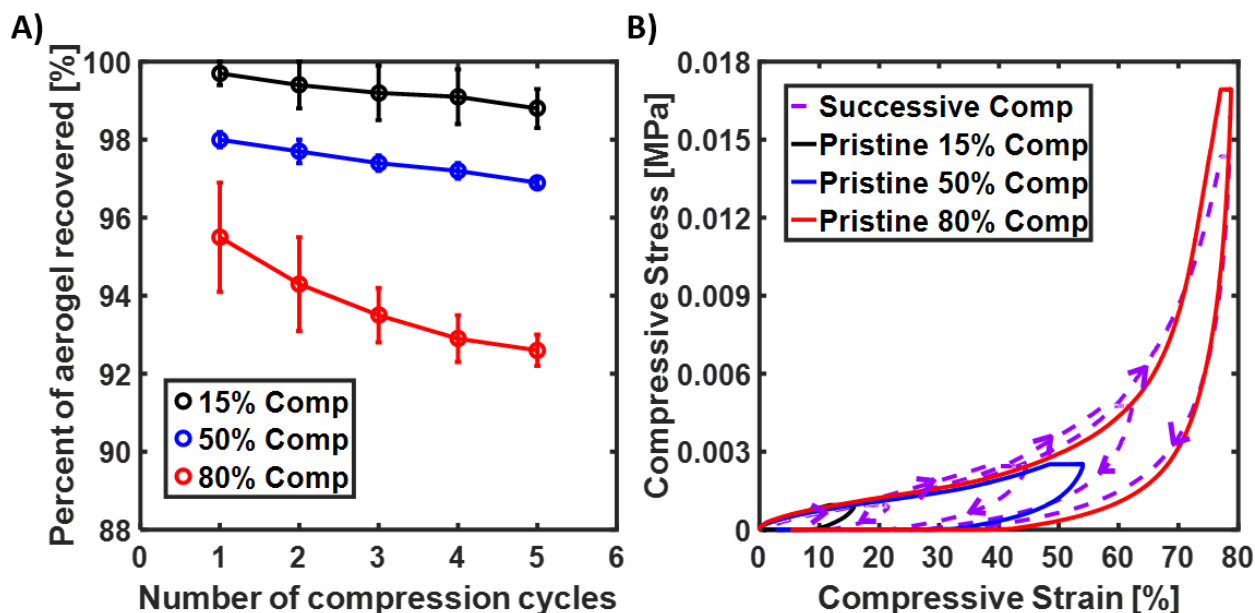 A)
Percent of aerogel recovered [%]
100
98
96
94
92
90
88
15% Comp
50% Comp
80% Comp
0
1
2
3
4
5
6
Number of compression cycles
B)
Compressive Stress [MPa]
0.018
0.015
0.012
0.009
0.006
0.003
0
Successive Comp
Pristine 15% Comp
Pristine 50% Comp
Pristine 80% Comp
0
10
20
30
40
50
60
70
80
Compressive Strain [%]